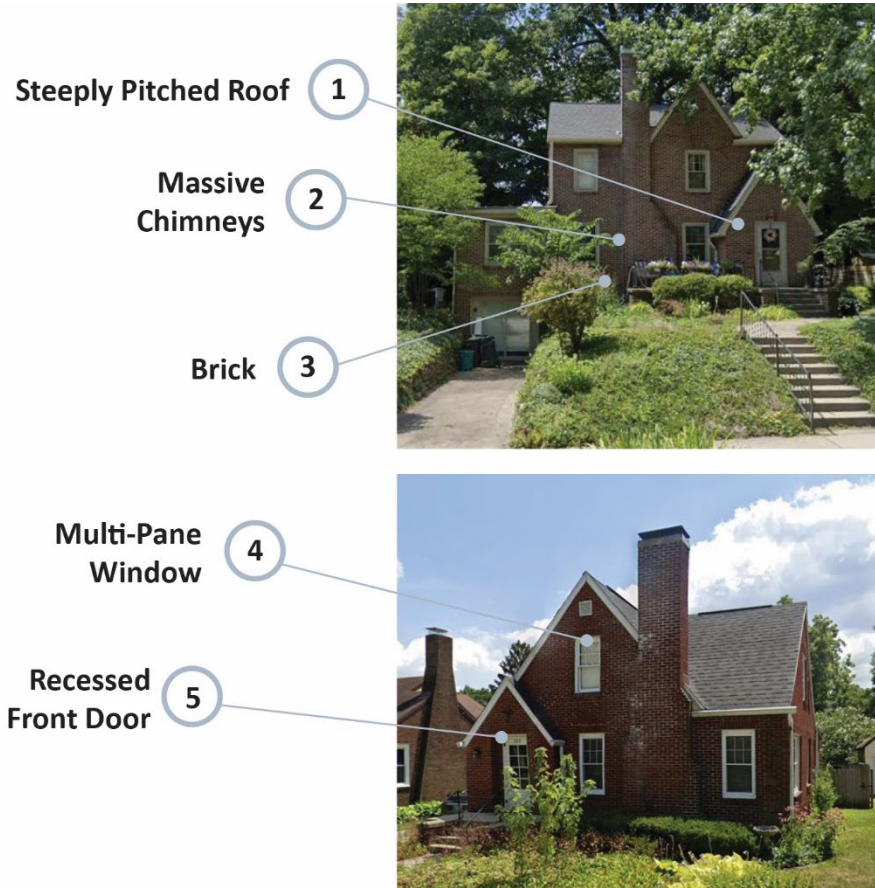 Steeply Pitched Roof 1
Massive
Chimneys
2
Brick 3
Multi-Pane
Window
4
Recessed
Front Door
5